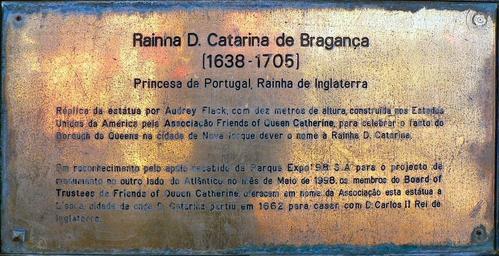 Rainha D. Catarina de Bragança
(1638-1705)
Princesa de Portugal, Rainha de Inglaterra
Réplica da estátua por Audrey Flack, com dez metros de altura, construída nos Estados
Unidos da América pela Associação Friends of Queen Catherine, para celebrar o facto do
Borough de Queens na cidade de Nova Iorque dever o nome à Rainha D. Catarina.
Em reconhecimento pelo apoio recebido da Parque Expo'98 S.A para o projecto de
no outro lado do Atlântico no mês de Maio de 1998, os membros do Board of
Trustees da Friends of Queen Catherine oferecem em nome da Associação esta estátua a
Lisboa, cidade de onde D. Catarina partiu em 1662 para casar com D. Carlos II Rei de
Inglaterra.